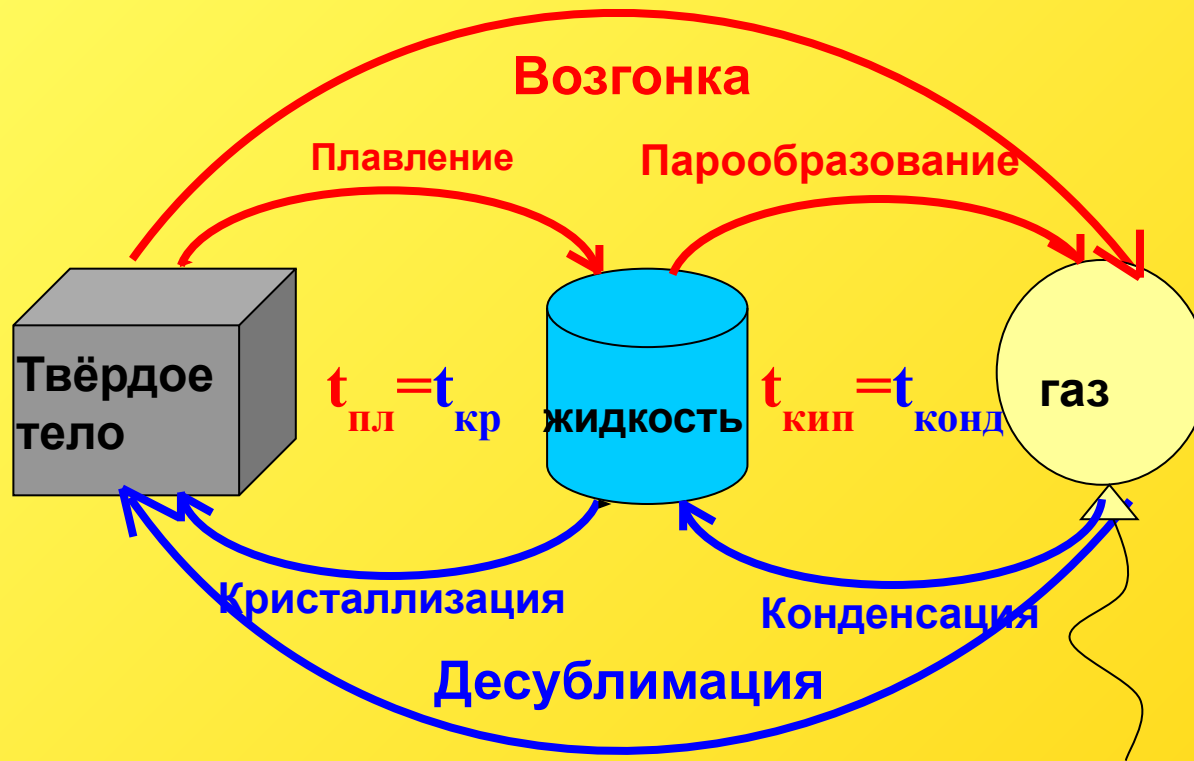 Возгонка
Плавление
Парообразование
Твёрдое
тело
tпл=tкр
жидкость
tкип=tконд
газ
Кристаллизация
Конденсация
Десублимация